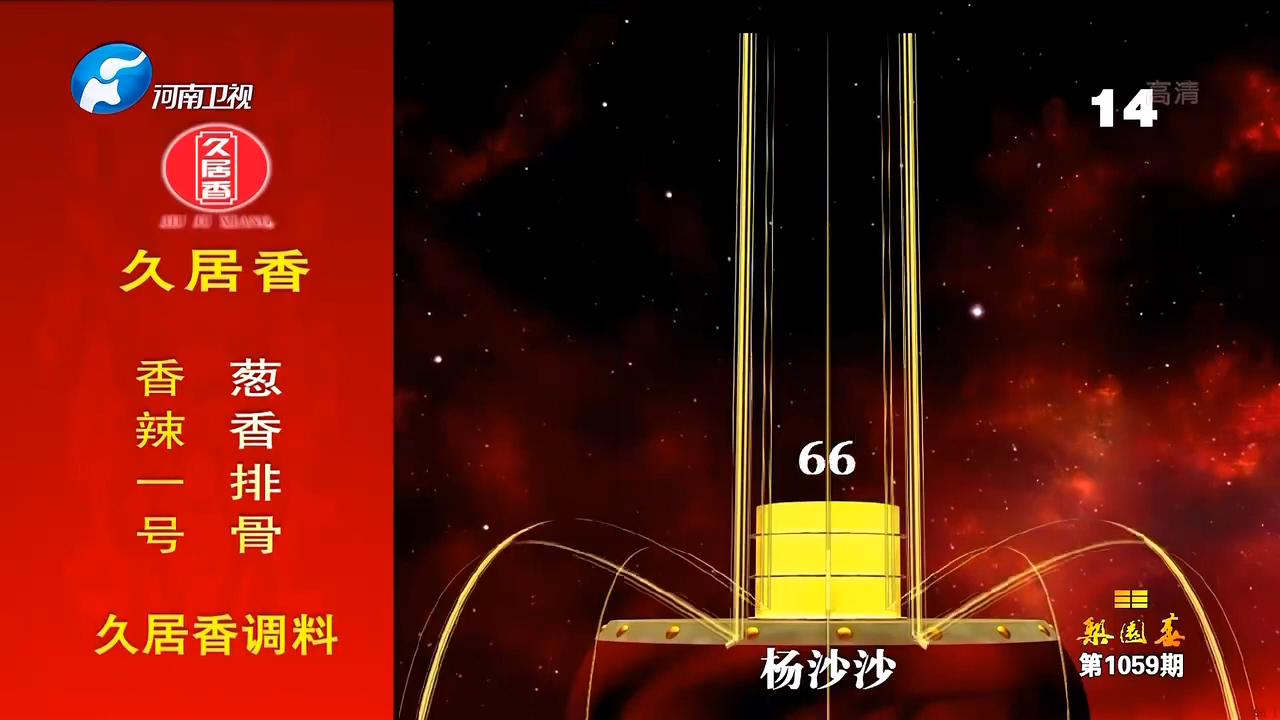 河南卫视
久居香
JIU JU XIANG
久居香
香辣一号
葱香排骨
久居香调料
14
高清
66
杨沙沙
梨園春
第1059期